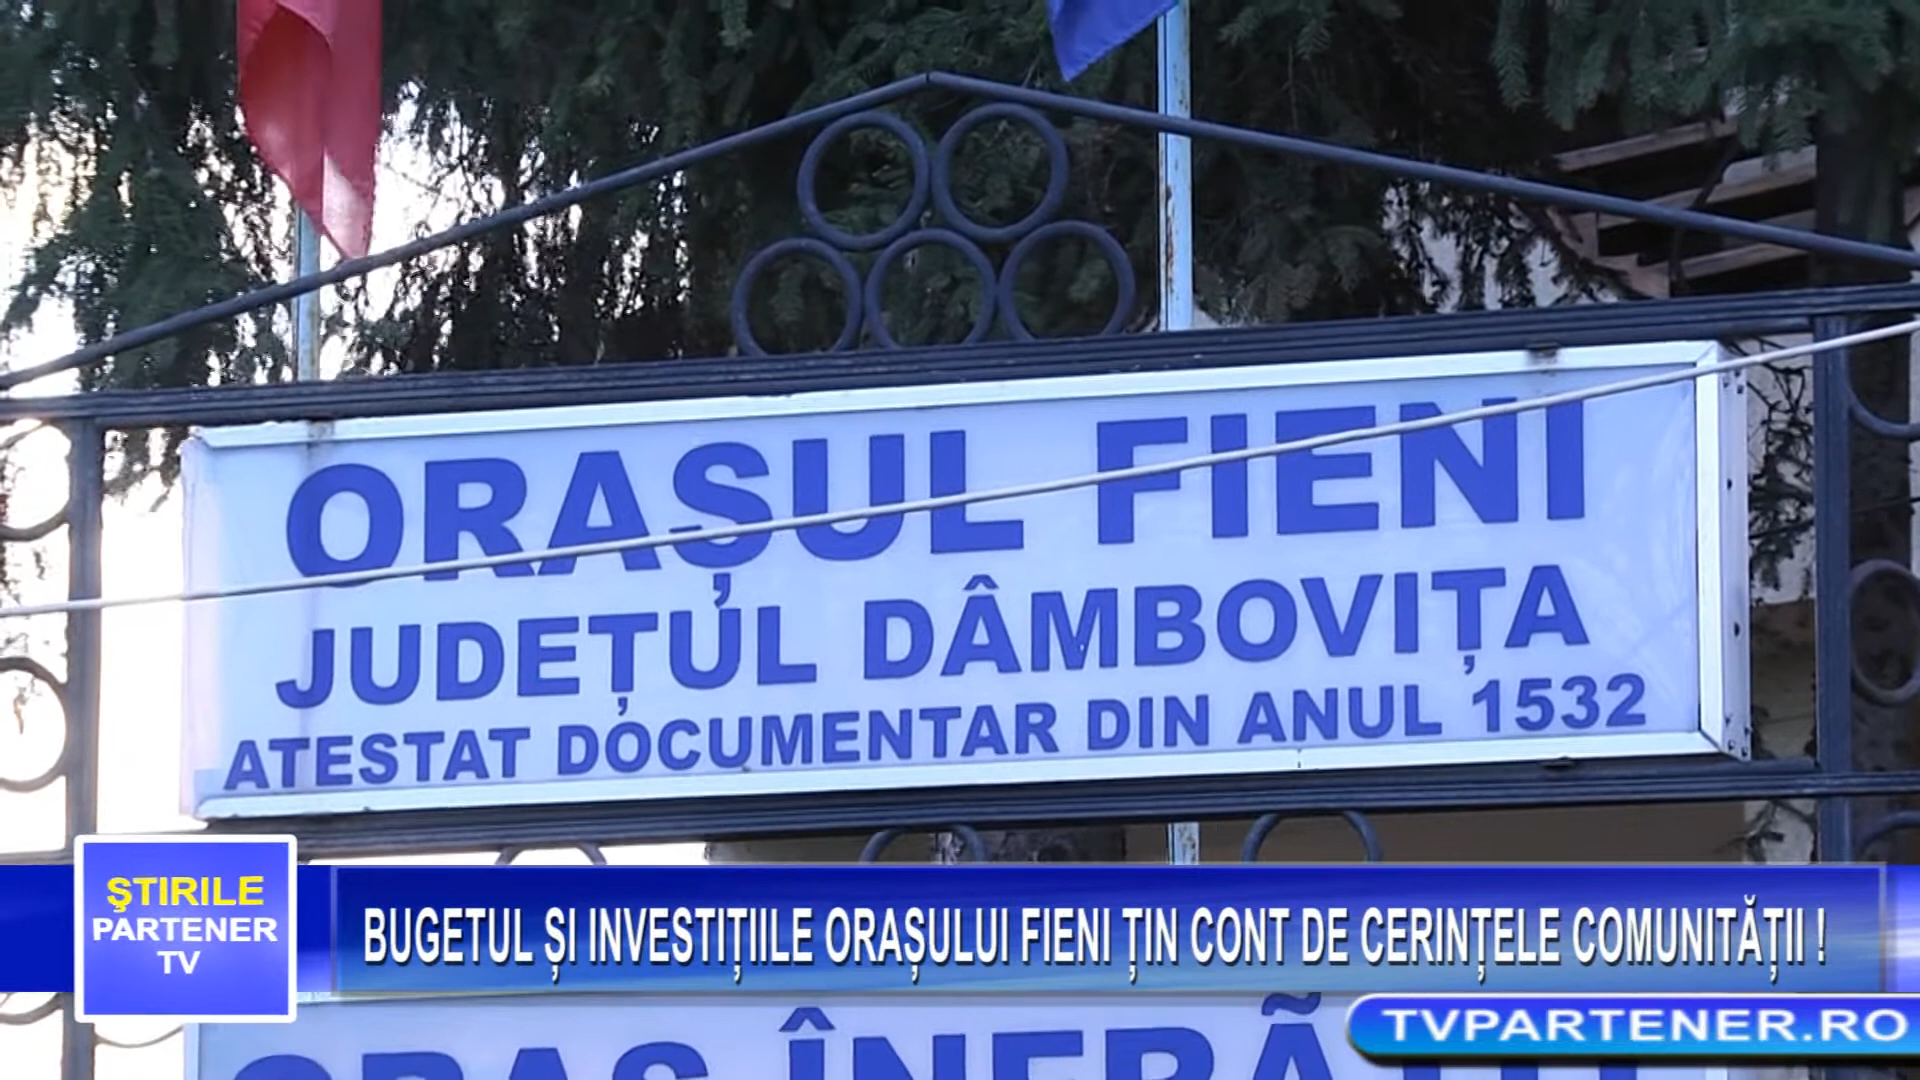 ORAȘUL FIENI
JUDEȚUL DÂMBOVIȚA
ATESTAT DOCUMENTAR DIN ANUL 1532
ŞTIRILE
PARTENER
TV
BUGETUL ȘI INVESTIȚIILE ORAȘULUI FIENI ȚIN CONT DE CERINȚELE COMUNITĂȚII !
TVPARTENER.RO
ORAȘ